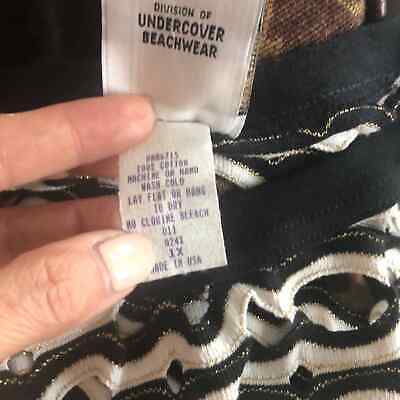 DIVISION OF
UNDERCOVER
BEACHWEAR
100% COTTON
MACHINE OR HAND
WASH COLD
LAY FLAT OR HANG
TO DRY
NO CLORINE BLEACH
011
0242
1X
MADE IN USA